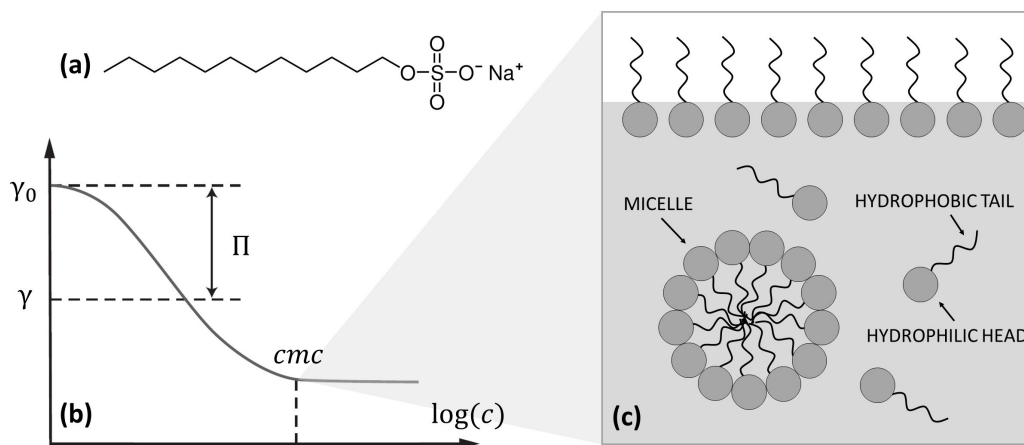 (a)
O
O
S
O⁻ Na⁺
O
γ₀
Π
γ
cmc
(b)
log(c)
MICELLE
HYDROPHOBIC TAIL
HYDROPHILIC HEAD
(c)